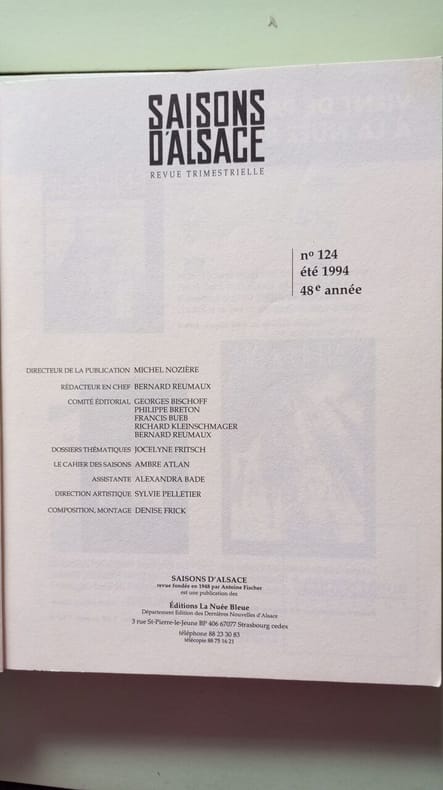 SAISONS
D'ALSACE
REVUE TRIMESTRIELLE
nº 124
été 1994
48e année
DIRECTEUR DE LA PUBLICATION MICHEL NOZIÈRE
RÉDACTEUR EN CHEF BERNARD REUMAUX
COMITÉ ÉDITORIAL GEORGES BISCHOFF
PHILIPPE BRETON
FRANCIS BUEB
RICHARD KLEINSCHMAGER
BERNARD REUMAUX
DOSSIERS THÉMATIQUES JOCELYNE FRITSCH
LE CAHIER DES SAISONS AMBRE ATLAN
ASSISTANTE ALEXANDRA BADE
DIRECTION ARTISTIQUE SYLVIE PELLETIER
COMPOSITION, MONTAGE DENISE FRICK
SAISONS D'ALSACE
revue fondée en 1948 par Antoine Fischer
est une publication des
Éditions La Nuée Bleue
Département Édition des Dernières Nouvelles d'Alsace
3 rue St-Pierre-le-Jeune BP 406 67077 Strasbourg cedex
téléphone 88 23 30 83
télécopie 88 75 16 21